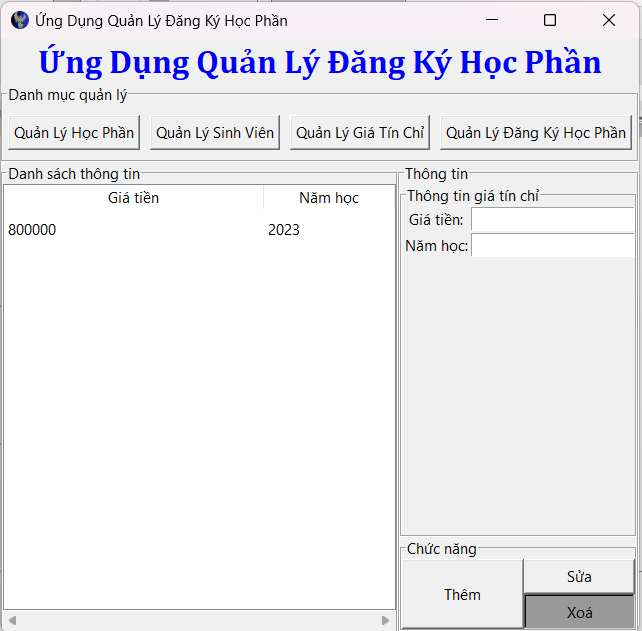 Ứng Dụng Quản Lý Đăng Ký Học Phần
Ứng Dụng Quản Lý Đăng Ký Học Phần
Danh mục quản lý
Quản Lý Học Phần Quản Lý Sinh Viên Quản Lý Giá Tín Chỉ Quản Lý Đăng Ký Học Phần
Danh sách thông tin
Giá tiền Năm học
800000 2023
Thông tin
Thông tin giá tín chỉ
Giá tiền:
Năm học:
Chức năng
Thêm
Sửa
Xoá